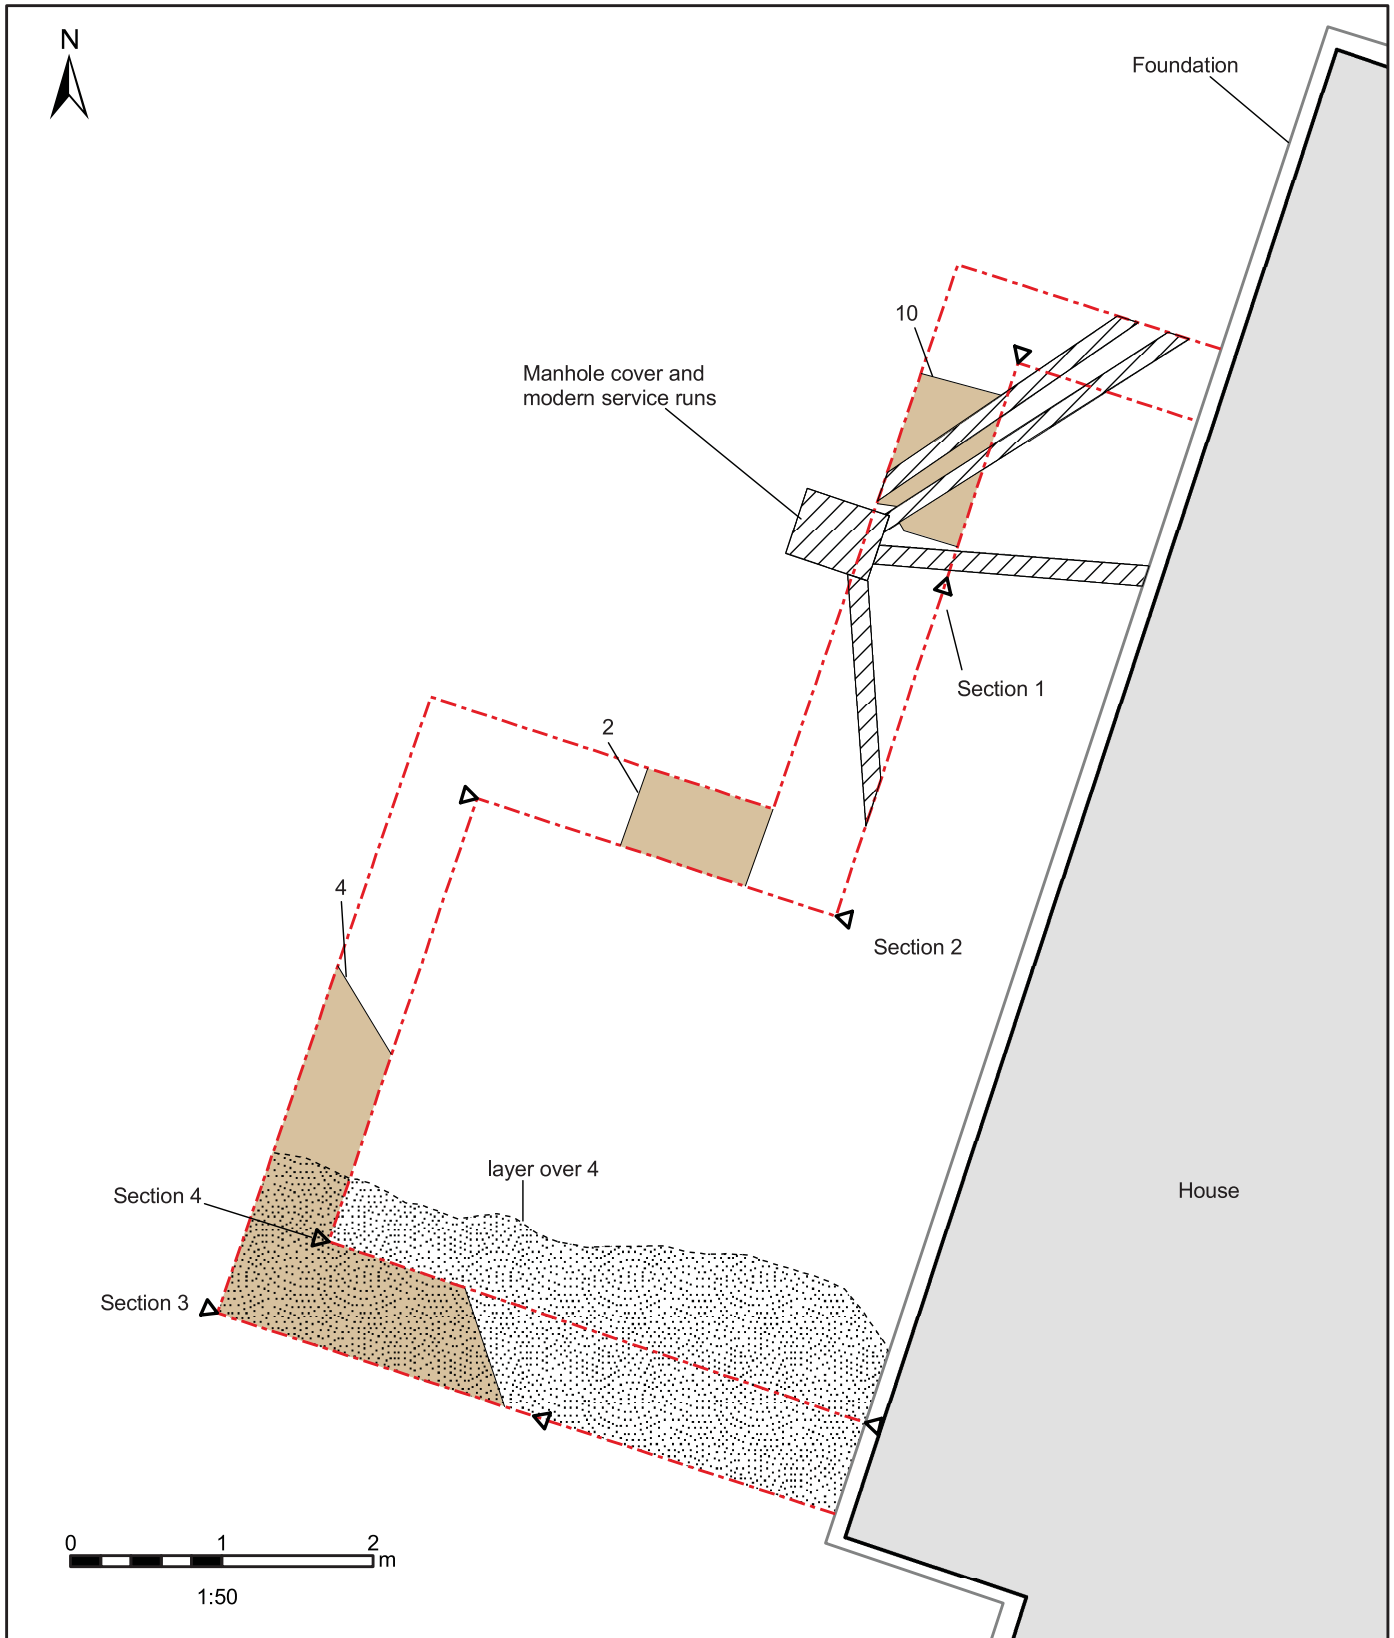 N
Foundation
10
Manhole cover and
modern service runs
Section 1
2
4
Section 2
layer over 4
Section 4
House
Section 3
0 1 2
m
1:50